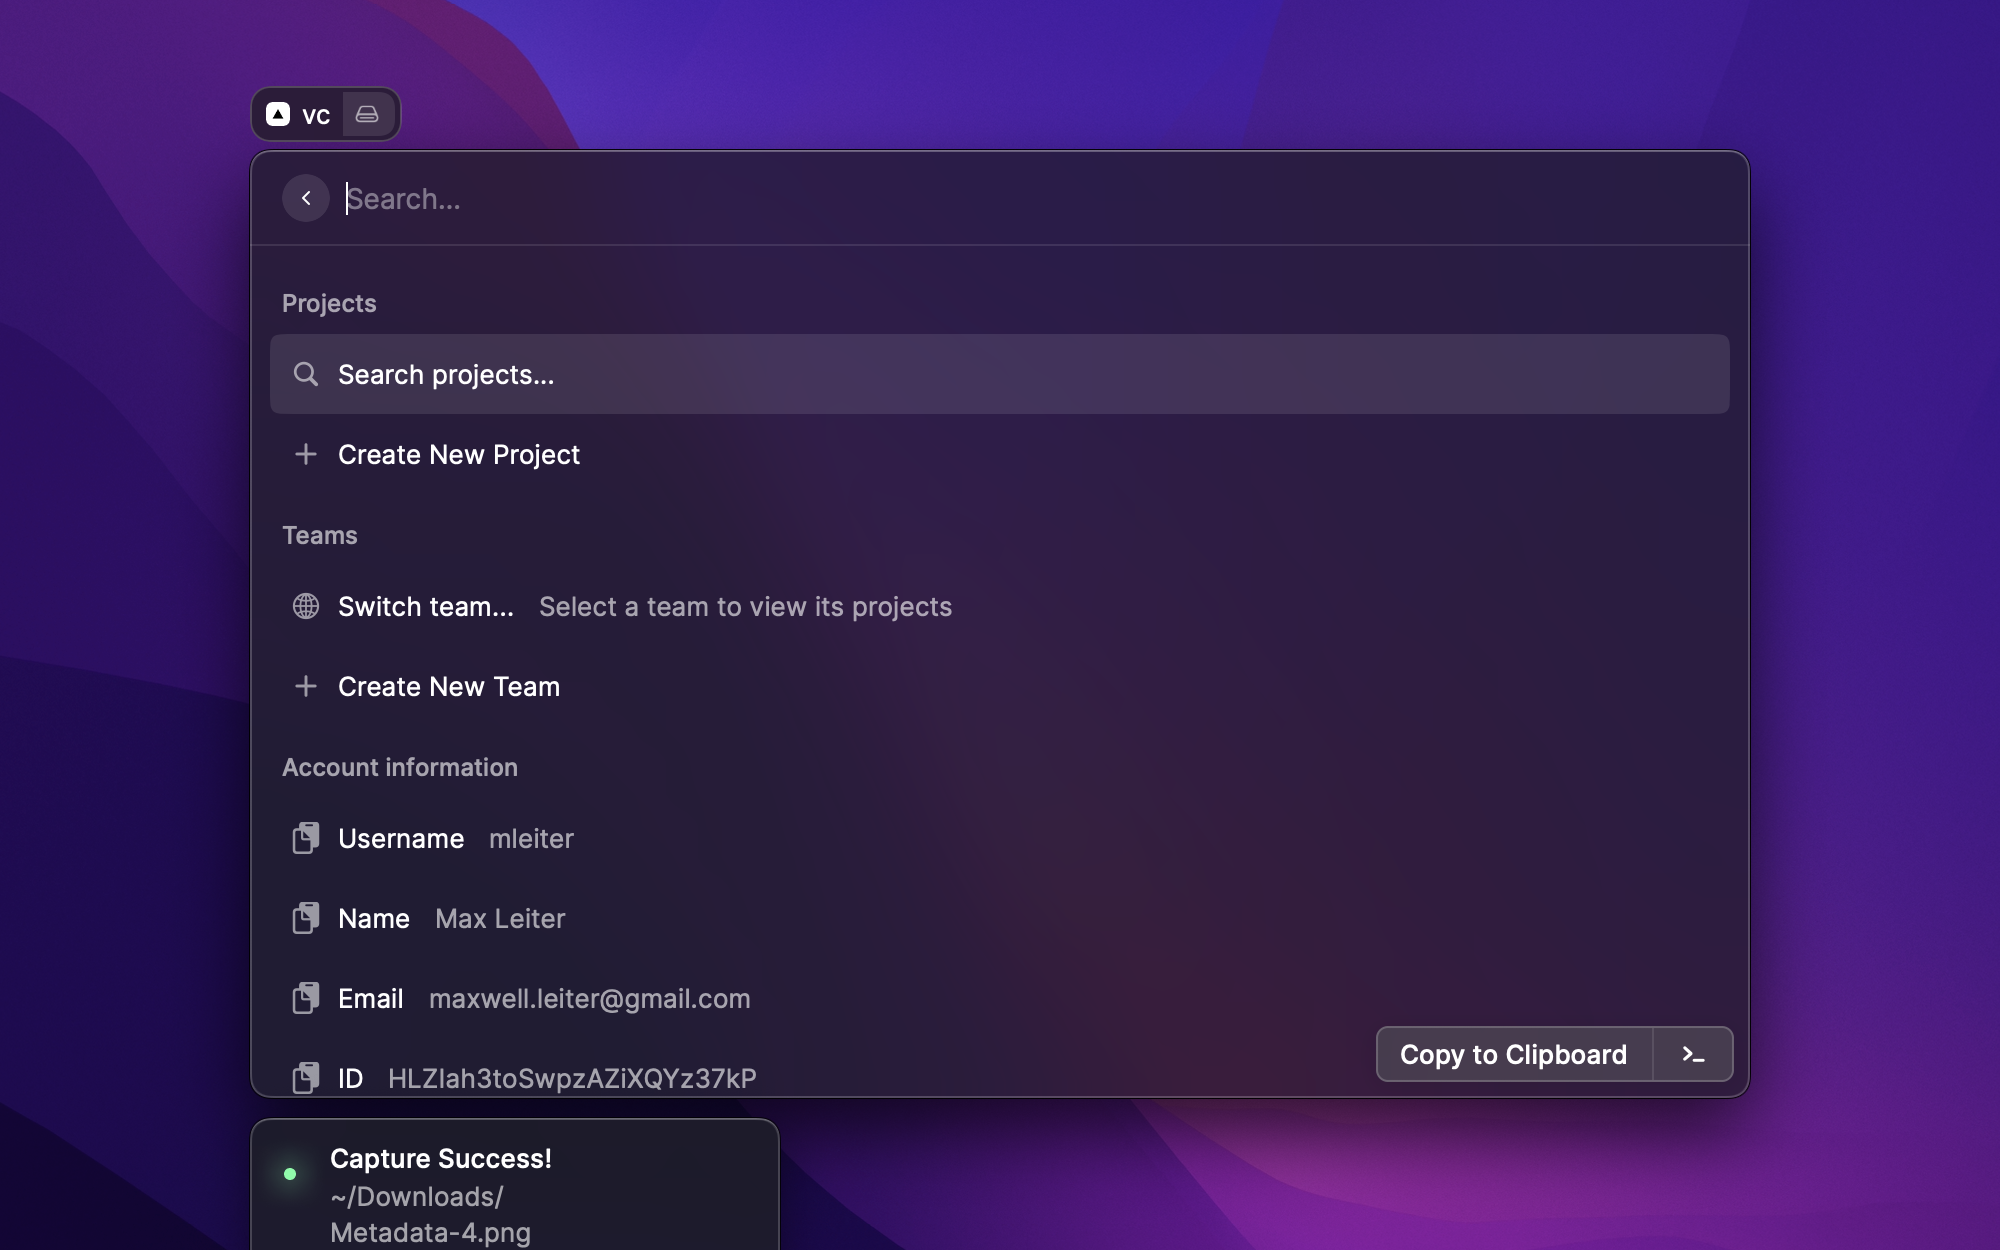 vc
Search...
Projects
Search projects...
Create New Project
Teams
Switch team... Select a team to view its projects
Create New Team
Account information
Username mleiter
Name Max Leiter
Email maxwell.leiter@gmail.com
ID HLZlah3toSwpzAZiXQYz37kP
Copy to Clipboard
Capture Success!
~/Downloads/
Metadata-4.png